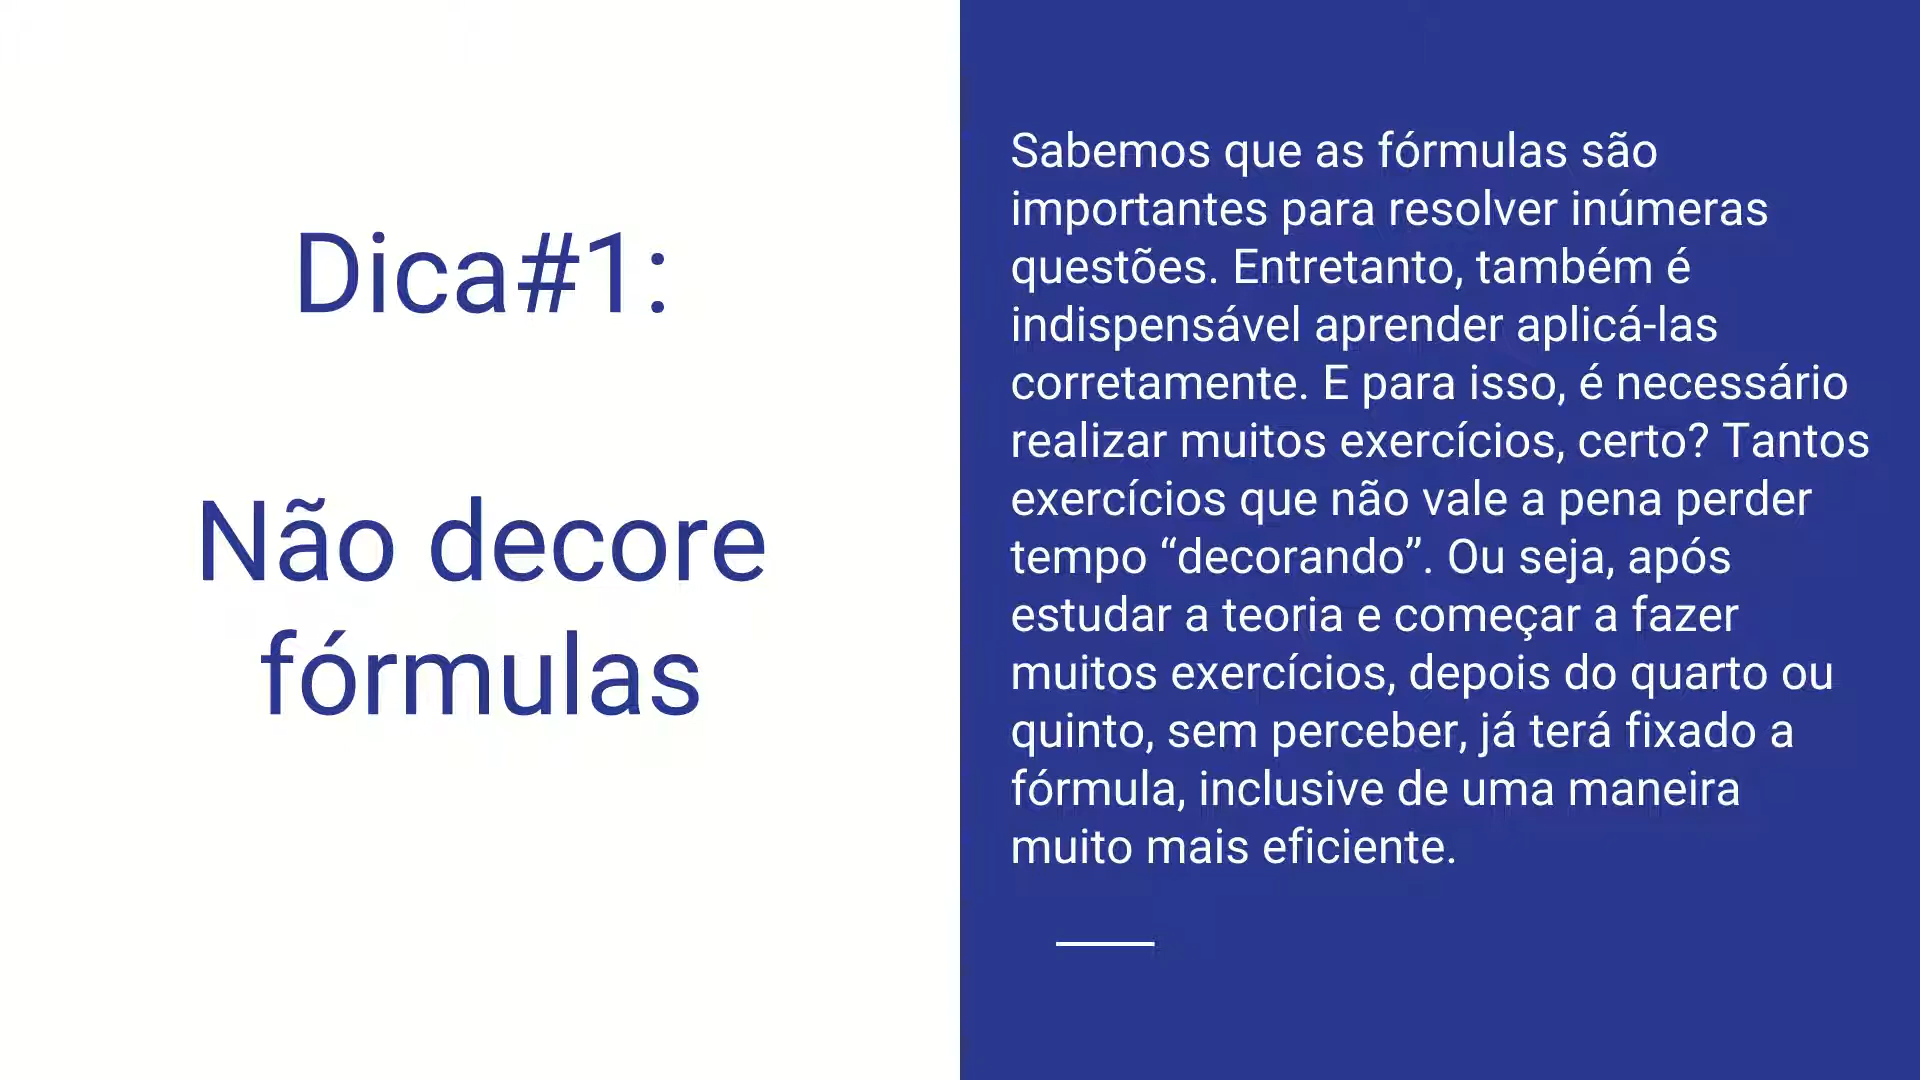 Dica#1:
Não decore
fórmulas
Sabemos que as fórmulas são
importantes para resolver inúmeras
questões. Entretanto, também é
indispensável aprender aplicá-las
corretamente. E para isso, é necessário
realizar muitos exercícios, certo? Tantos
exercícios que não vale a pena perder
tempo “decorando”. Ou seja, após
estudar a teoria e começar a fazer
muitos exercícios, depois do quarto ou
quinto, sem perceber, já terá fixado a
fórmula, inclusive de uma maneira
muito mais eficiente.